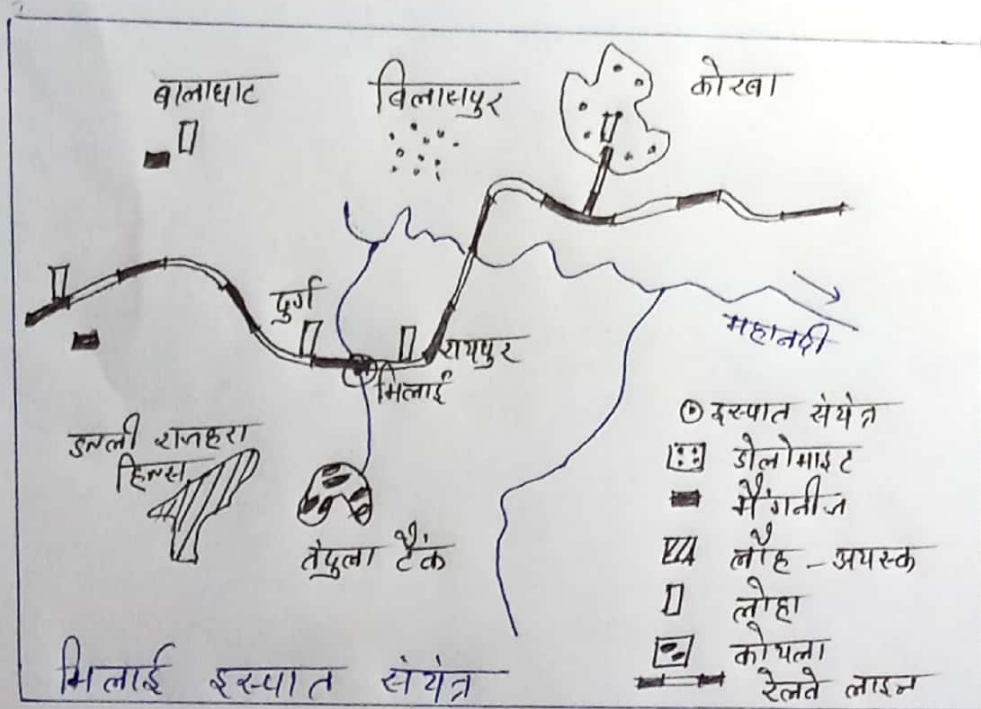 बालाघाट
बिलासपुर
कोरबा
दुर्ग
रायपुर
भिलाई
महानदी
डल्ली राजहरा
हिल्स
तंदुला टैंक
इस्पात संयंत्र
डोलोमाइट
मैंगनीज
लौह - अयस्क
लोहा
कोयला
रेलवे लाइन
भिलाई इस्पात संयंत्र